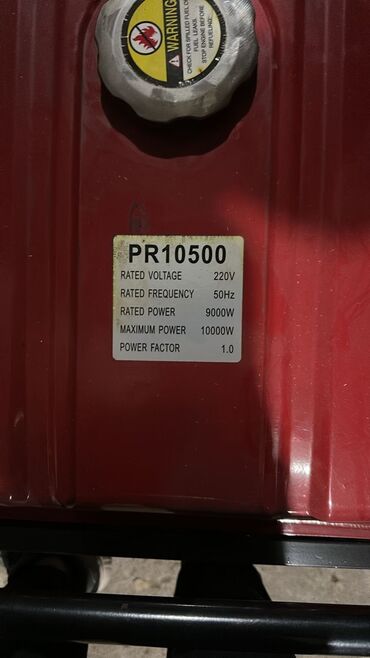 WARNING
CHECK FOR SPILLED FUEL OR
FUEL LEAKS.
STOP ENGINE BEFORE
REFUELING.
PR10500
RATED VOLTAGE 220V
RATED FREQUENCY 50Hz
RATED POWER 9000W
MAXIMUM POWER 10000W
POWER FACTOR 1.0